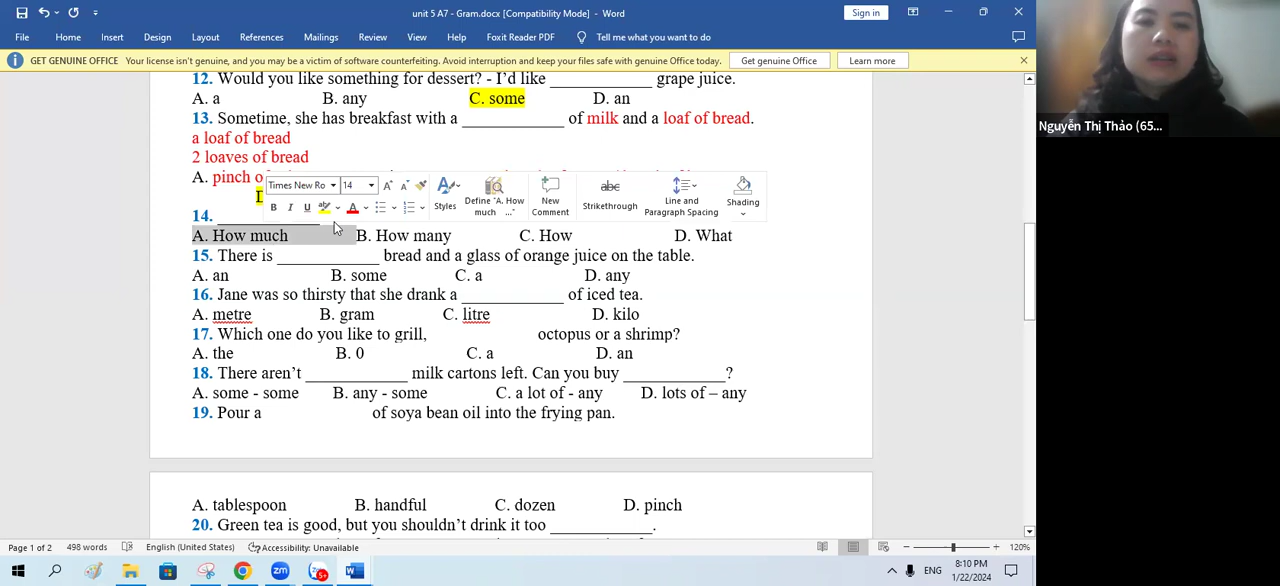 unit 5 A7 - Gram.docx [Compatibility Mode] - Word
Sign in
File Home Insert Design Layout References Mailings Review View Help Foxit Reader PDF Tell me what you want to do
GET GENUINE OFFICE Your license isn't genuine, and you may be a victim of software counterfeiting. Avoid interruption and keep your files safe with genuine Office today. Get genuine Office Learn more
12. Would you like something for dessert? - I'd like ____________ grape juice.
A. a B. any C. some D. an
Nguyễn Thị Thảo (65...
13. Sometime, she has breakfast with a ____________ of milk and a loaf of bread.
a loaf of bread
2 loaves of bread
A. pinch
Times New Ro 14
B I U
Styles
Define "A. How much ..."
New Comment
Strikethrough
Line and Paragraph Spacing
Shading
14. ____________
A. How much B. How many C. How D. What
15. There is ____________ bread and a glass of orange juice on the table.
A. an B. some C. a D. any
16. Jane was so thirsty that she drank a ____________ of iced tea.
A. metre B. gram C. litre D. kilo
17. Which one do you like to grill, octopus or a shrimp?
A. the B. 0 C. a D. an
18. There aren't ____________ milk cartons left. Can you buy ____________?
A. some - some B. any - some C. a lot of - any D. lots of – any
19. Pour a of soya bean oil into the frying pan.
A. tablespoon B. handful C. dozen D. pinch
20. Green tea is good, but you shouldn't drink it too ____________.
Page 1 of 2 498 words English (United States) Accessibility: Unavailable 120%
ENG 8:10 PM
1/22/2024